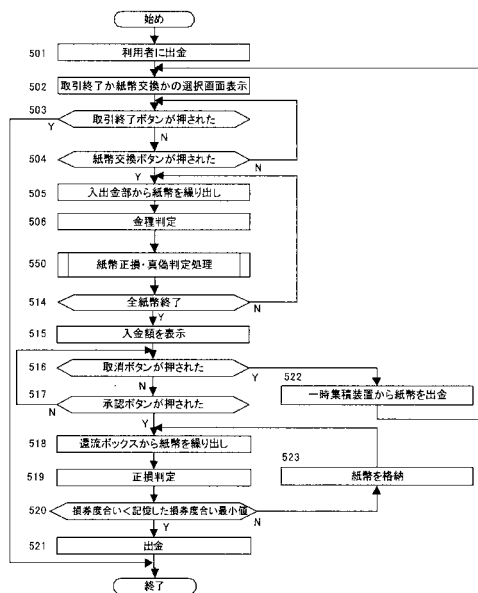 始め
501 利用者に出金
502 取引終了か紙幣交換かの選択画面表示
503 取引終了ボタンが押された
Y
N
504 紙幣交換ボタンが押された
N
Y
505 入出金部から紙幣を繰り出し
506 金種判定
550 紙幣正損・真偽判定処理
514 全紙幣終了
N
Y
515 入金額を表示
516 取消ボタンが押された
Y
522
N
一時集積装置から紙幣を出金
517 承認ボタンが押された
N
Y
518 還流ボックスから紙幣を繰り出し
523
紙幣を格納
519 正損判定
520 損券度合い<記憶した損券度合い最小値
N
Y
521 出金
終了